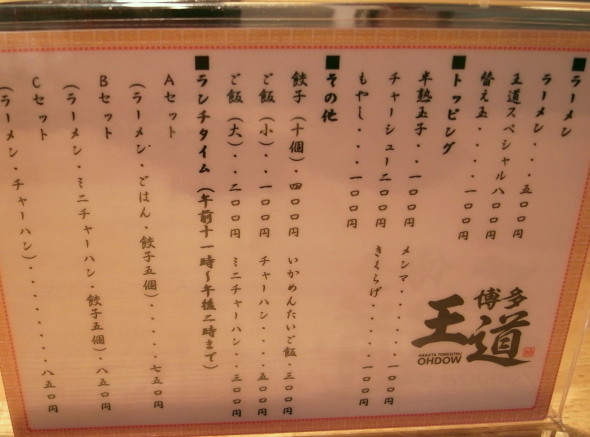 ■ラーメン
ラーメン・・・・五〇〇円
王道スペシャル八〇〇円
替え玉・・・・一〇〇円
■トッピング
半熟玉子・・・一〇〇円
メンマ・・・・・一〇〇円
チャーシュー二〇〇円
きくらげ・・・・・一〇〇円
もやし・・・・一〇〇円
■その他
餃子（十個）・四〇〇円
いかめんたいご飯・三〇〇円
ご飯（小）・・一〇〇円
チャーハン・・・・五〇〇円
ご飯（大）・・二〇〇円
ミニチャーハン・・三〇〇円
■ランチタイム（午前十一時～午後二時まで）
Aセット
（ラーメン・ごはん・餃子五個）・・・・・七五〇円
Bセット
（ラーメン・ミニチャーハン・餃子五個）・八五〇円
Cセット
（ラーメン・チャーハン）・・・・・・・・八五〇円
博多
王道
HAKATA TONKOTSU
OHDOW